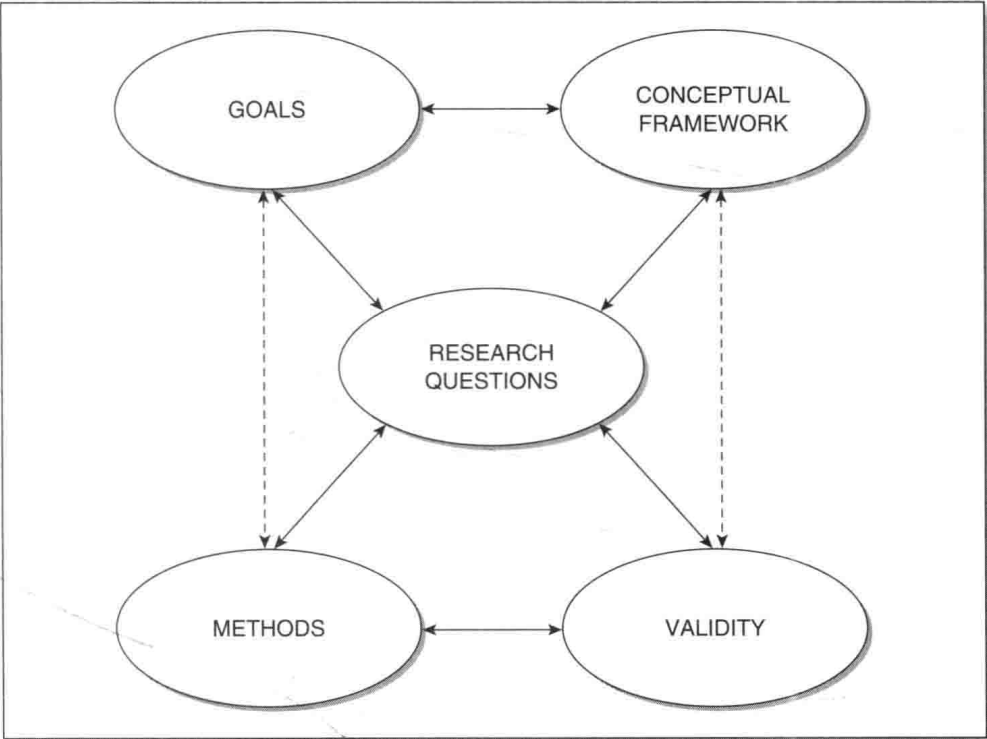 GOALS
CONCEPTUAL
FRAMEWORK
RESEARCH
QUESTIONS
METHODS
VALIDITY